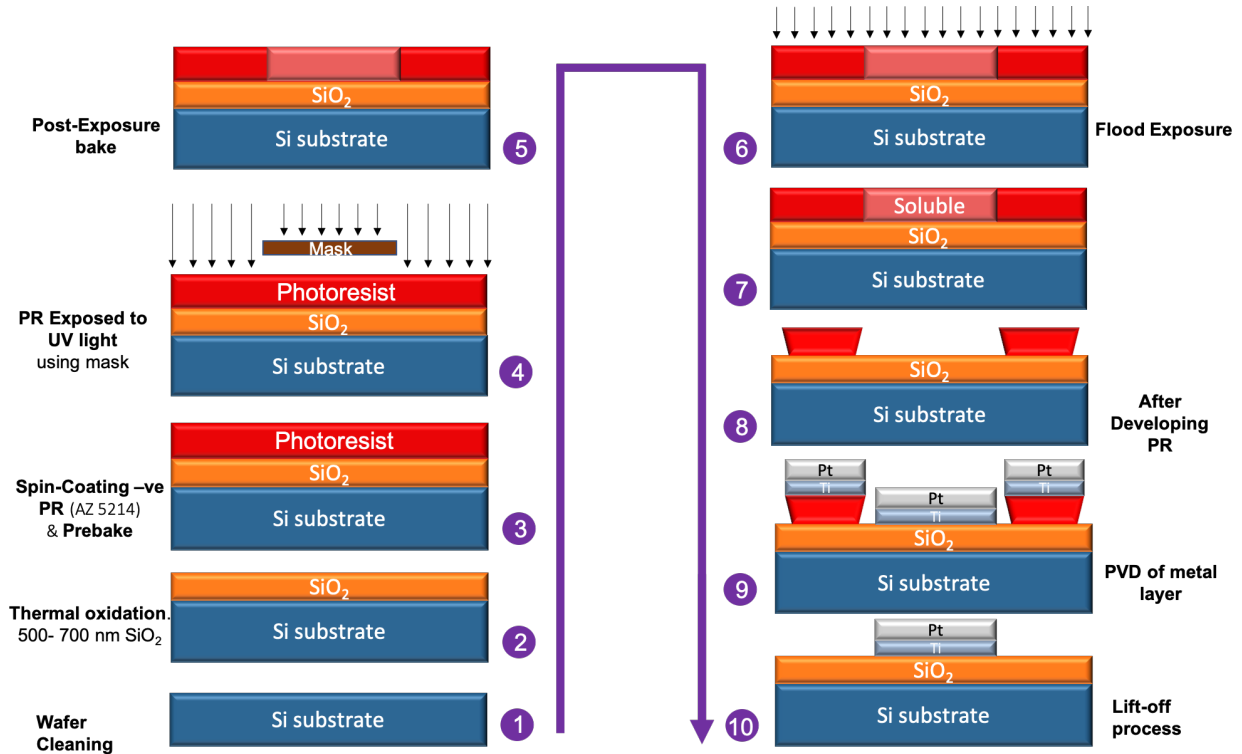 Si substrate
1
Wafer
Cleaning
SiO₂
Si substrate
Thermal oxidation.
500- 700 nm SiO₂
2
Photoresist
SiO₂
Si substrate
Spin-Coating –ve
PR (AZ 5214)
& Prebake
3
Mask
Photoresist
SiO₂
Si substrate
PR Exposed to
UV light
using mask
4
SiO₂
Si substrate
Post-Exposure
bake
5
SiO₂
Si substrate
6
Flood Exposure
Soluble
SiO₂
Si substrate
7
SiO₂
Si substrate
8
After
Developing
PR
Pt
Ti
Pt
Ti
Pt
Ti
SiO₂
Si substrate
9
PVD of metal
layer
Pt
Ti
SiO₂
Si substrate
10
Lift-off
process